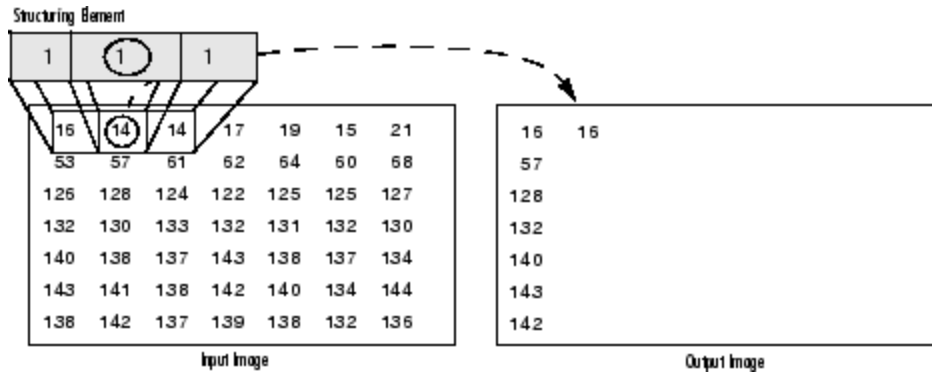 Structuring Element
1 1 1
16 14 14 17 19 15 21 16 16
53 57 61 62 64 60 68 57
126 128 124 122 125 125 127 128
132 130 133 132 131 132 130 132
140 138 137 143 138 137 134 140
143 141 138 142 140 134 144 143
138 142 137 139 138 132 136 142
Input Image Output Image